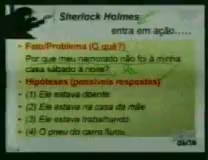 Sherlock Holmes
entra em ação.....
• Fato/Problema (O quê?)
Por que meu namorado não foi à minha
casa sábado à noite?
• Hipóteses (possíveis respostas)
(1) Ele estava doente
(2) Ele estava na casa da mãe
(3) Ele estava trabalhando
(4) O pneu do carro furou